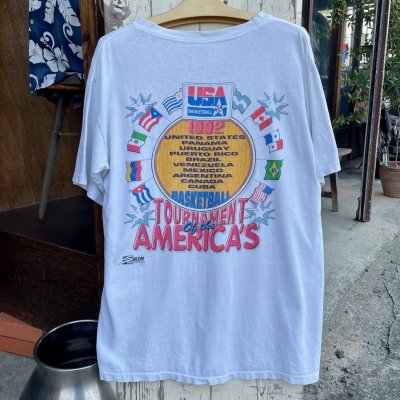 USA
BASKETBALL
1992
UNITED STATES
PANAMA
URUGUAY
PUERTO RICO
BRAZIL
VENEZUELA
MEXICO
ARGENTINA
CANADA
CUBA
BASKETBALL
TOURNAMENT
Of the
AMERICA'S